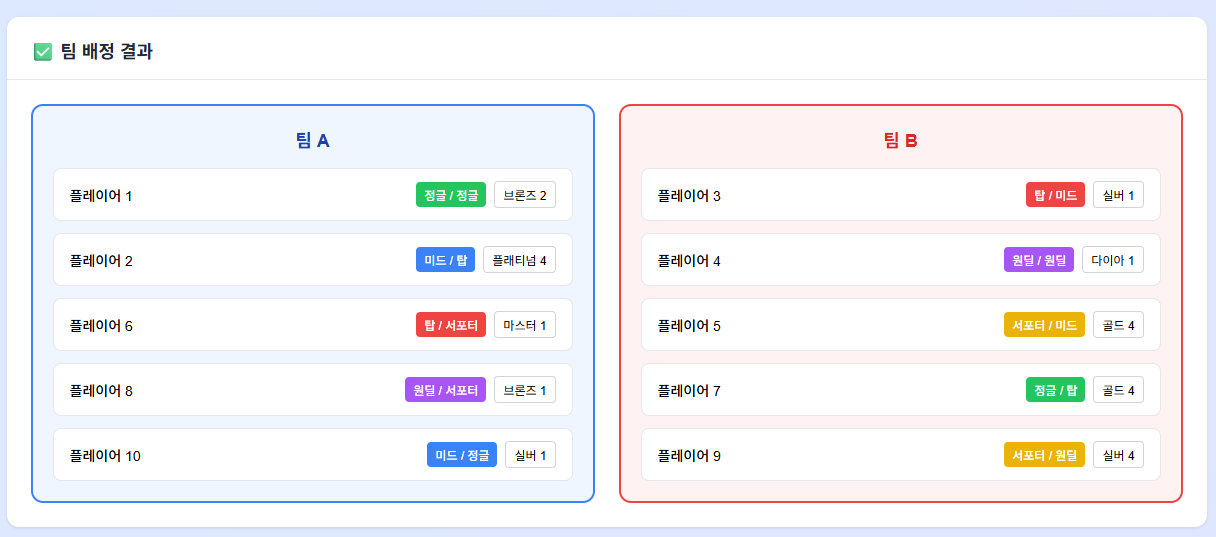 ✅ 팀 배정 결과
팀 A
플레이어 1 정글 / 정글 브론즈 2
플레이어 2 미드 / 탑 플래티넘 4
플레이어 6 탑 / 서포터 마스터 1
플레이어 8 원딜 / 서포터 브론즈 1
플레이어 10 미드 / 정글 실버 1
팀 B
플레이어 3 탑 / 미드 실버 1
플레이어 4 원딜 / 원딜 다이아 1
플레이어 5 서포터 / 미드 골드 4
플레이어 7 정글 / 탑 골드 4
플레이어 9 서포터 / 원딜 실버 4